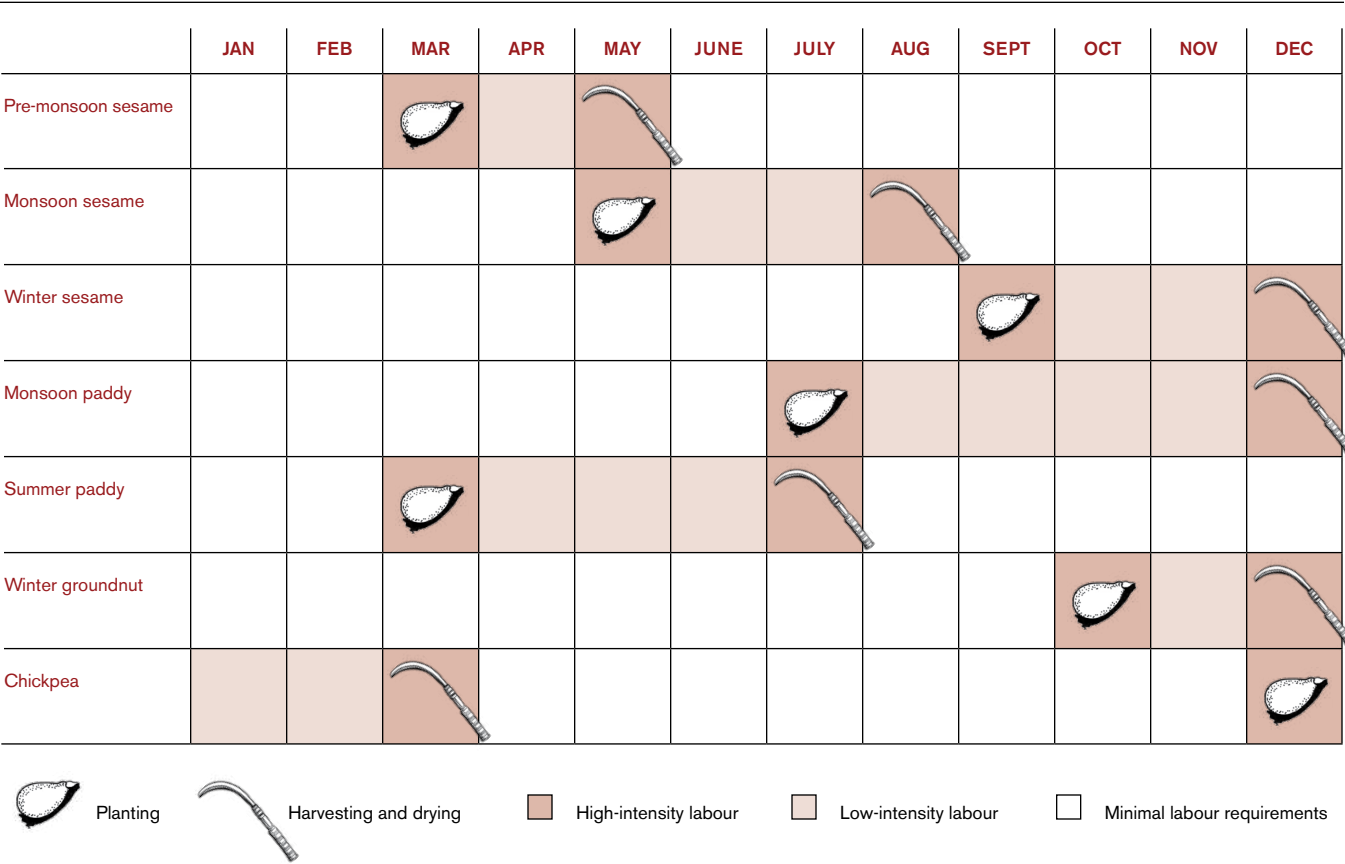 JAN FEB MAR APR MAY JUNE JULY AUG SEPT OCT NOV DEC
Pre-monsoon sesame
Monsoon sesame
Winter sesame
Monsoon paddy
Summer paddy
Winter groundnut
Chickpea
Planting Harvesting and drying High-intensity labour Low-intensity labour Minimal labour requirements